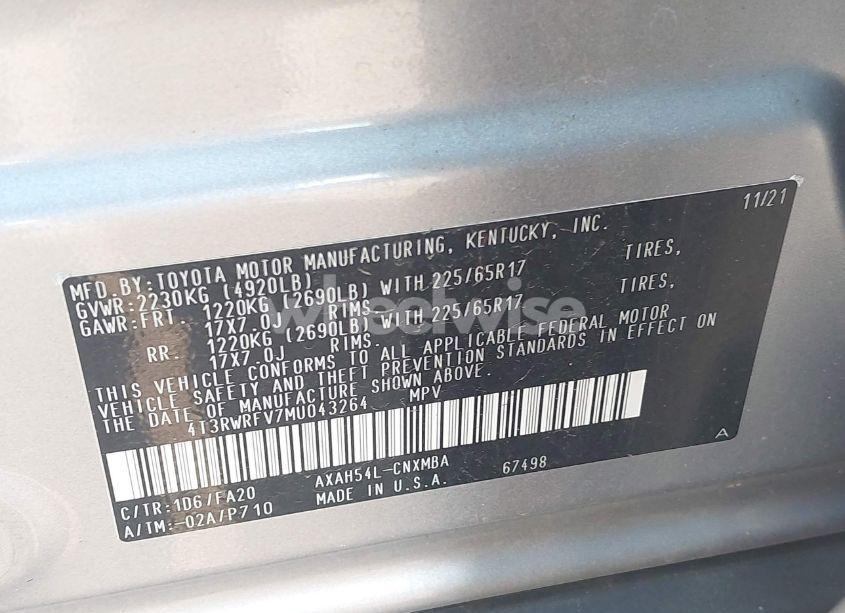 11/21
MFD.BY:TOYOTA MOTOR MANUFACTURING, KENTUCKY, INC.
GVWR:2230KG (4920LB)
GAWR:FRT. 1220KG (2690LB) WITH 225/65R17 TIRES,
17X7.0J RIMS.
RR. 1220KG (2690LB) WITH 225/65R17 TIRES,
17X7.0J RIMS.
THIS VEHICLE CONFORMS TO ALL APPLICABLE FEDERAL MOTOR
VEHICLE SAFETY AND THEFT PREVENTION STANDARDS IN EFFECT ON
THE DATE OF MANUFACTURE SHOWN ABOVE.
4T3RWRFV7MU043264 MPV
C/TR:1D6/FA20 AXAH54L-CNXMBA 67498 A
A/TM:-02A/P710 MADE IN U.S.A.
wheelwise